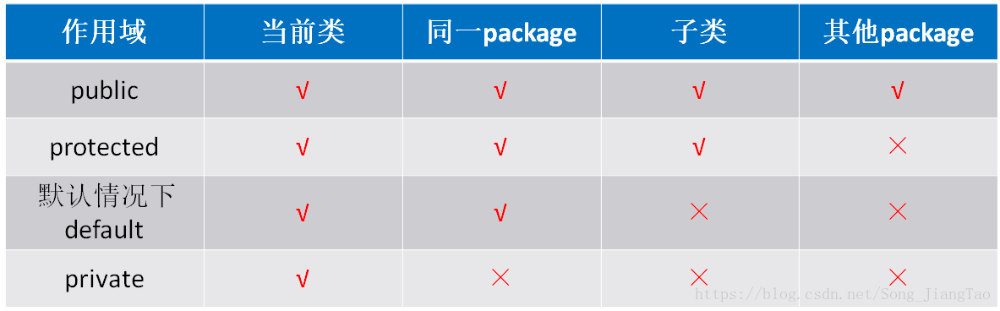 作用域 当前类 同一package 子类 其他package
public √ √ √ √
protected √ √ √ ×
默认情况下
default √ √ × ×
private √ × × ×
https://blog.csdn.net/Song_JiangTao